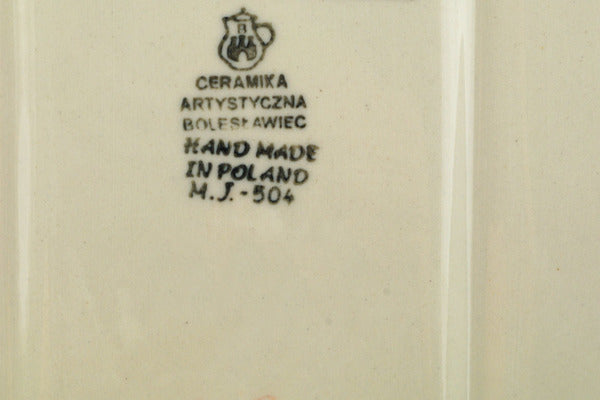 B
CERAMIKA
ARTYSTYCZNA
BOLESŁAWIEC
HAND MADE
IN POLAND
M.J.-504